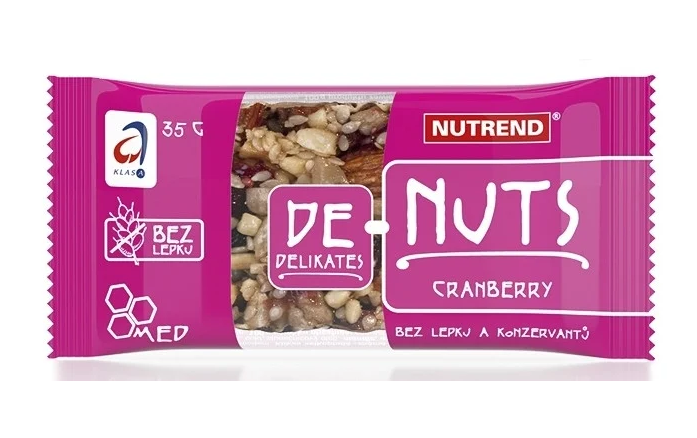 KLASA
35 G
NUTREND®
DE-NUTS
DELIKATES
BEZ
LEPKU
CRANBERRY
MED
BEZ LEPKU A KONZERVANTŮ